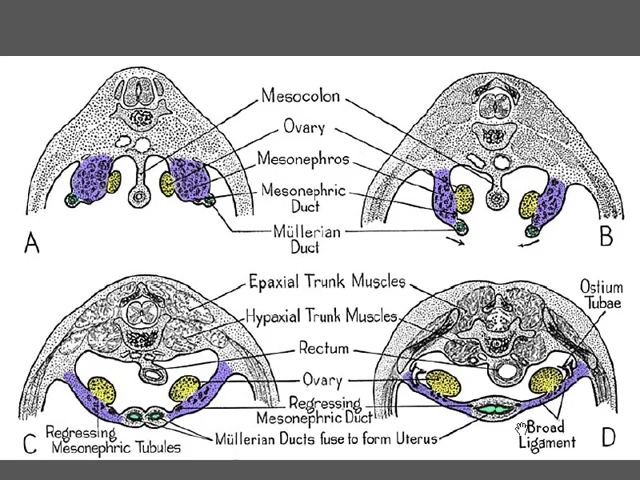 Mesocolon
Ovary
Mesonephros
Mesonephric
Duct
Müllerian
Duct
A
B
Epaxial Trunk Muscles
Hypaxial Trunk Muscles
Rectum
Ovary
Regressing
Mesonephric Duct
Müllerian Ducts fuse to form Uterus
Ostium
Tubae
C
Regressing
Mesonephric Tubules
Broad
Ligament
D